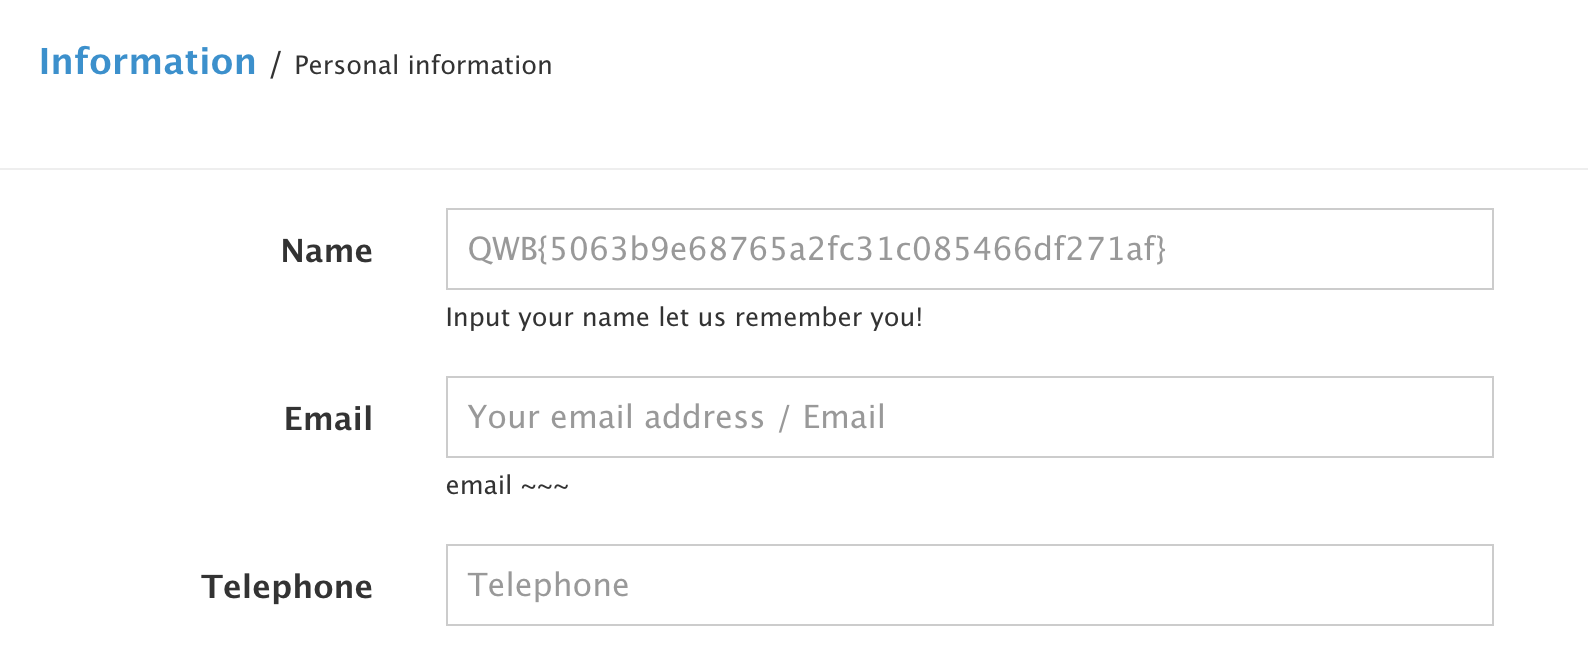 Information / Personal information
Name
QWB{5063b9e68765a2fc31c085466df271af}
Input your name let us remember you!
Email
Your email address / Email
email ~~~
Telephone
Telephone